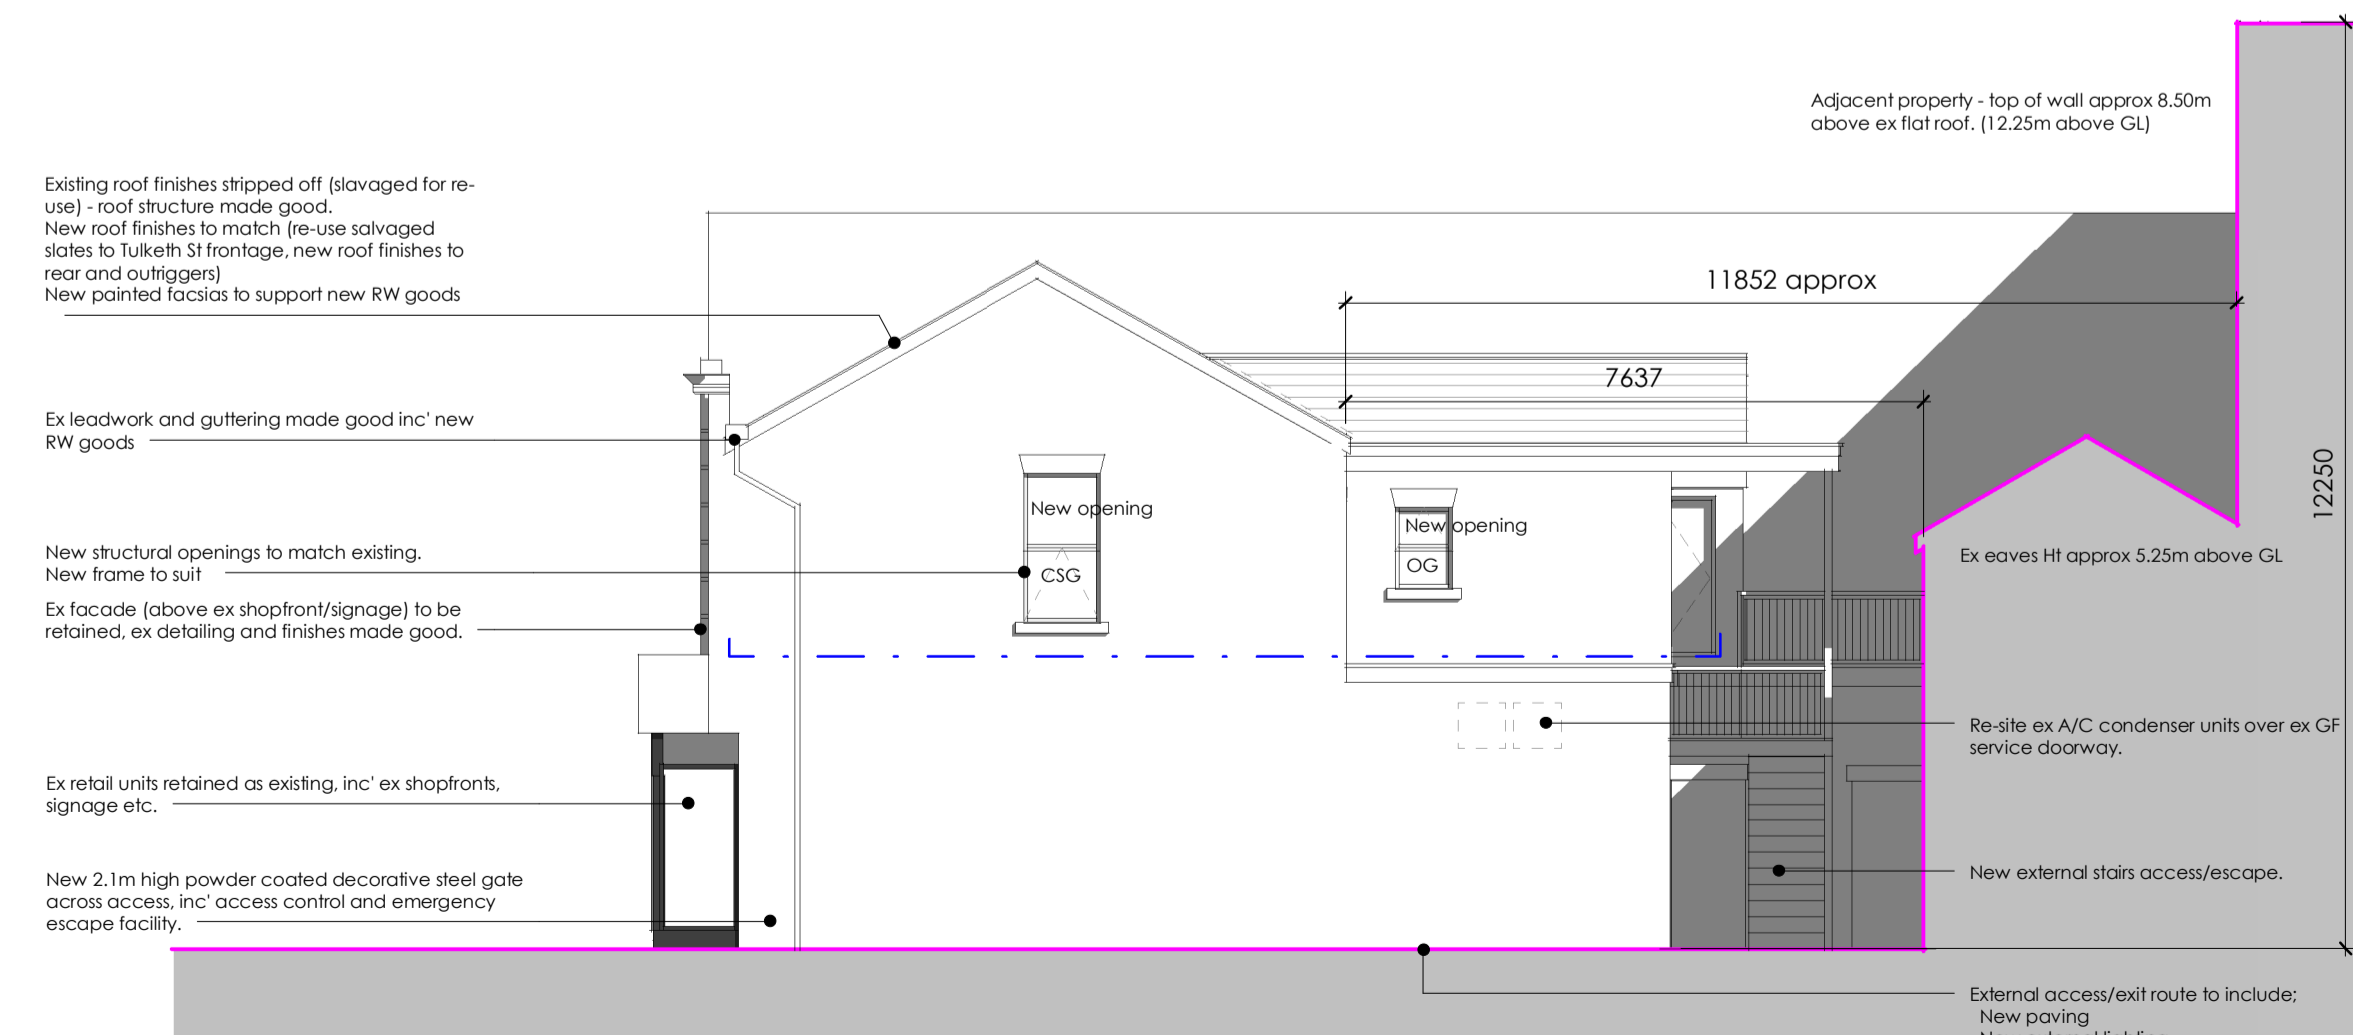 Adjacent property - top of wall approx 8.50m
above ex flat roof. (12.25m above GL)
Existing roof finishes stripped off (slavaged for re-
use) - roof structure made good.
New roof finishes to match (re-use salvaged
slates to Tulketh St frontage, new roof finishes to
rear and outriggers)
New painted facsias to support new RW goods
11852 approx
7637
Ex leadwork and guttering made good inc' new
RW goods
12250
New opening
New opening
New structural openings to match existing.
New frame to suit
CSG
OG
Ex eaves Ht approx 5.25m above GL
Ex facade (above ex shopfront/signage) to be
retained, ex detailing and finishes made good.
Re-site ex A/C condenser units over ex GF
service doorway.
Ex retail units retained as existing, inc' ex shopfronts,
signage etc.
New external stairs access/escape.
New 2.1m high powder coated decorative steel gate
across access, inc' access control and emergency
escape facility.
External access/exit route to include;
New paving